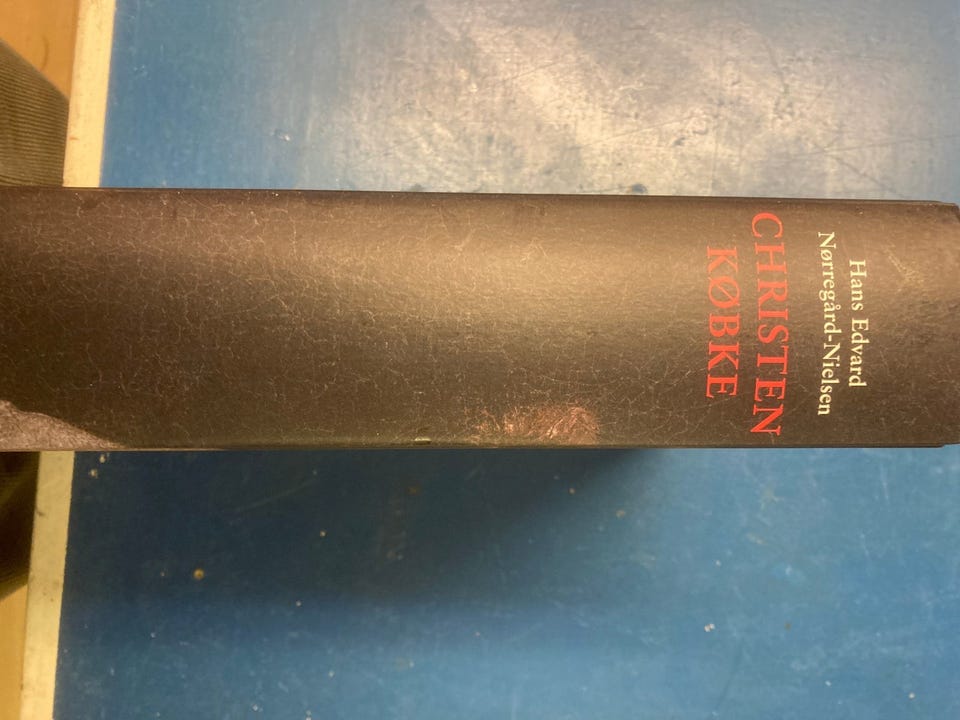 Hans Edvard
Nørregård-Nielsen
CHRISTEN
KØBKE